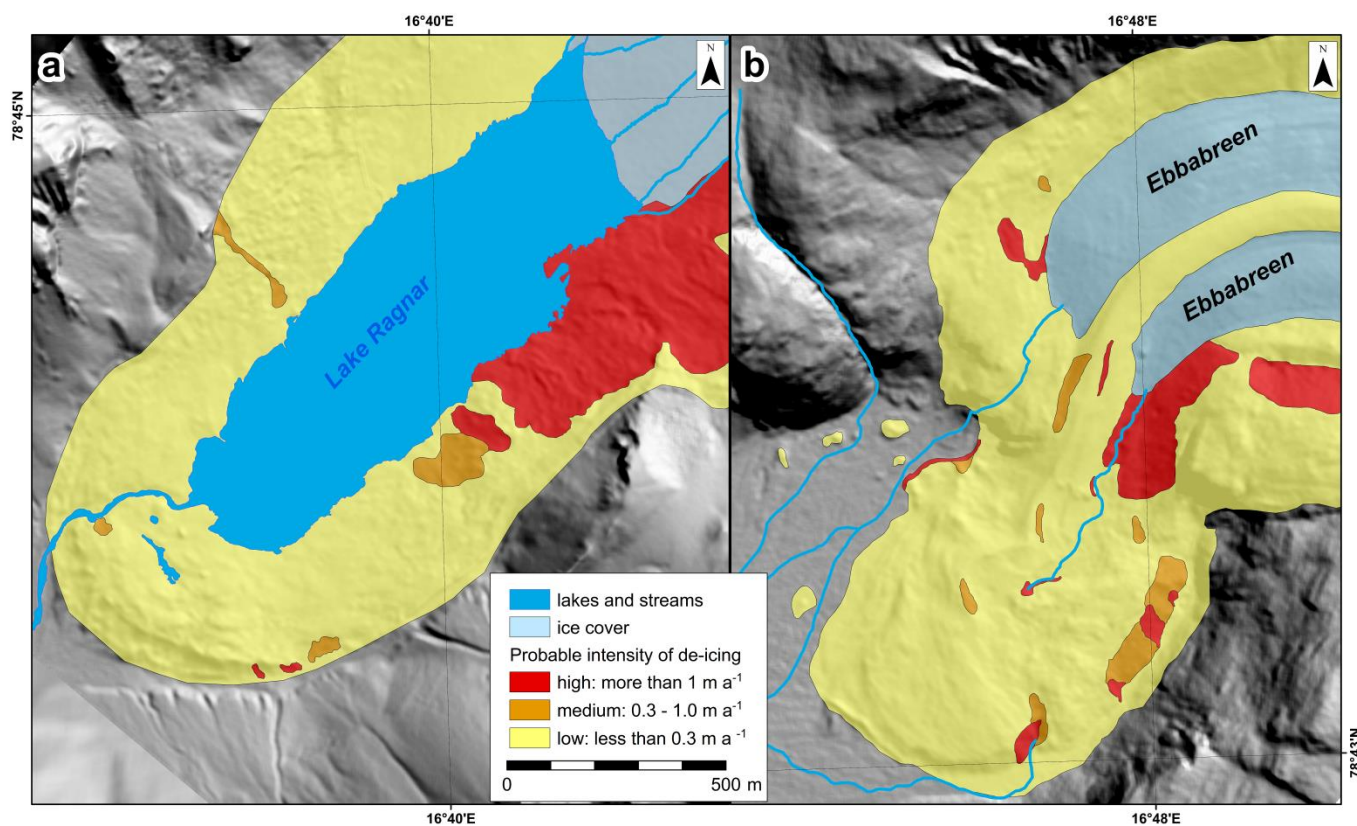 16°40'E
16°48'E
a
N
b
N
78°45'N
Ebbabreen
Ebbabreen
Lake Ragnar
lakes and streams
ice cover
Probable intensity of de-icing
high: more than 1 m a⁻¹
medium: 0.3 - 1.0 m a⁻¹
low: less than 0.3 m a ⁻¹
0 500 m
78°43'N
16°40'E
16°48'E